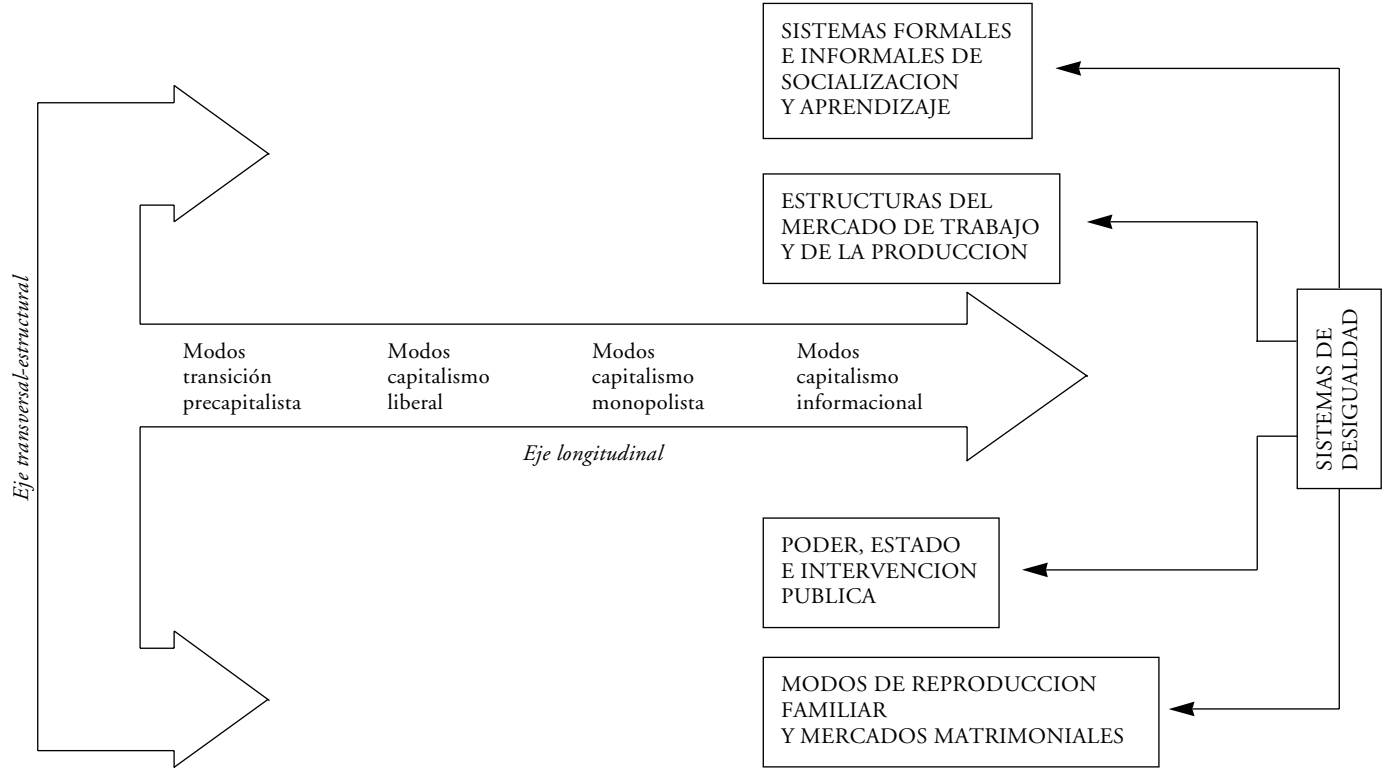 SISTEMAS FORMALES
E INFORMALES DE
SOCIALIZACION
Y APRENDIZAJE
ESTRUCTURAS DEL
MERCADO DE TRABAJO
Y DE LA PRODUCCION
Eje transversal-estructural
Modos
transición
precapitalista
Modos
capitalismo
liberal
Modos
capitalismo
monopolista
Modos
capitalismo
informacional
Eje longitudinal
SISTEMAS DE
DESIGUALDAD
PODER, ESTADO
E INTERVENCION
PUBLICA
MODOS DE REPRODUCCION
FAMILIAR
Y MERCADOS MATRIMONIALES